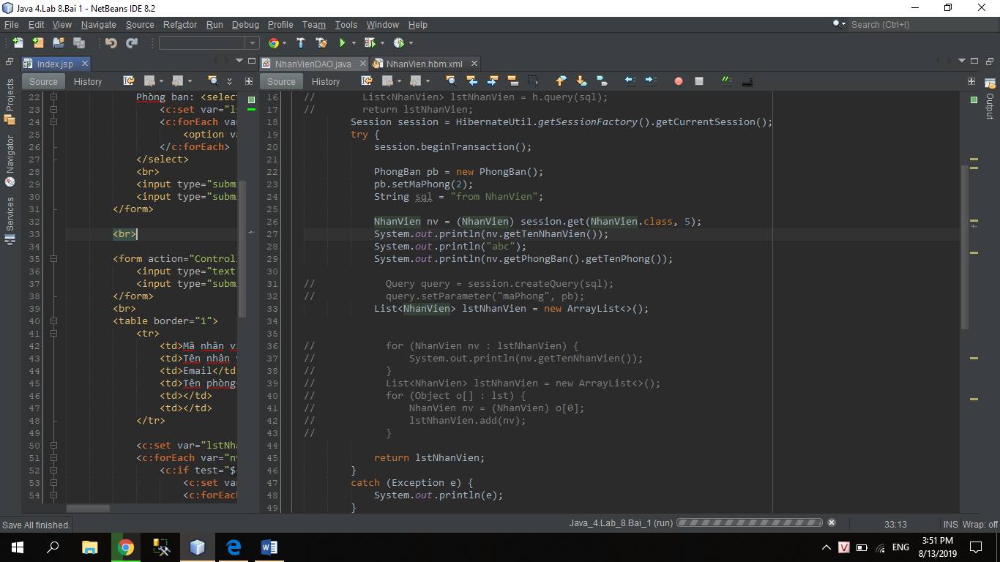 Java 4.Lab 8.Bai 1 - NetBeans IDE 8.2
File Edit View Navigate Source Refactor Run Debug Profile Team Tools Window Help
Search (Ctrl+I)
Index.jsp
NhanVienDAO.java
NhanVien.hbm.xml
Source History
Source History
Projects
Navigator
Services
Output
22 Phòng ban: <select
23 <c:set var="ls
24 <c:forEach va
25 <option va
26 </c:forEach>
27 </select>
28 <br>
29 <input type="submi
30 <input type="submi
31 </form>
32
33 <br>
34
35 <form action="Control
36 <input type="text
37 <input type="submi
38 </form>
39 <br>
40 <table border="1">
41 <tr>
42 <td>Mã nhân vi
43 <td>Tên nhân
44 <td>Email</td
45 <td>Tên phòng<
46 <td></td>
47 <td></td>
48 </tr>
49
50 <c:set var="lstNha
51 <c:forEach var="nv
52 <c:if test="$
53 <c:set va
54 <c:forEac
16 // List<NhanVien> lstNhanVien = h.query(sql);
17 // return lstNhanVien;
18 Session session = HibernateUtil.getSessionFactory().getCurrentSession();
19 try {
20 session.beginTransaction();
21
22 PhongBan pb = new PhongBan();
23 pb.setMaPhong(2);
24 String sql = "from NhanVien";
25
26 NhanVien nv = (NhanVien) session.get(NhanVien.class, 5);
27 System.out.println(nv.getTenNhanVien());
28 System.out.println("abc");
29 System.out.println(nv.getPhongBan().getTenPhong());
30
31 // Query query = session.createQuery(sql);
32 // query.setParameter("maPhong", pb);
33 List<NhanVien> lstNhanVien = new ArrayList<>();
34
35
36 // for (NhanVien nv : lstNhanVien) {
37 // System.out.println(nv.getTenNhanVien());
38 // }
39 // List<NhanVien> lstNhanVien = new ArrayList<>();
40 // for (Object o[] : lst) {
41 // NhanVien nv = (NhanVien) o[0];
42 // lstNhanVien.add(nv);
43 // }
44
45 return lstNhanVien;
46 }
47 catch (Exception e) {
48 System.out.println(e);
49 }
Save All finished.
Java_4.Lab_8.Bai_1 (run)
33:13
INS
Wrap: off
ENG
3:51 PM
8/13/2019